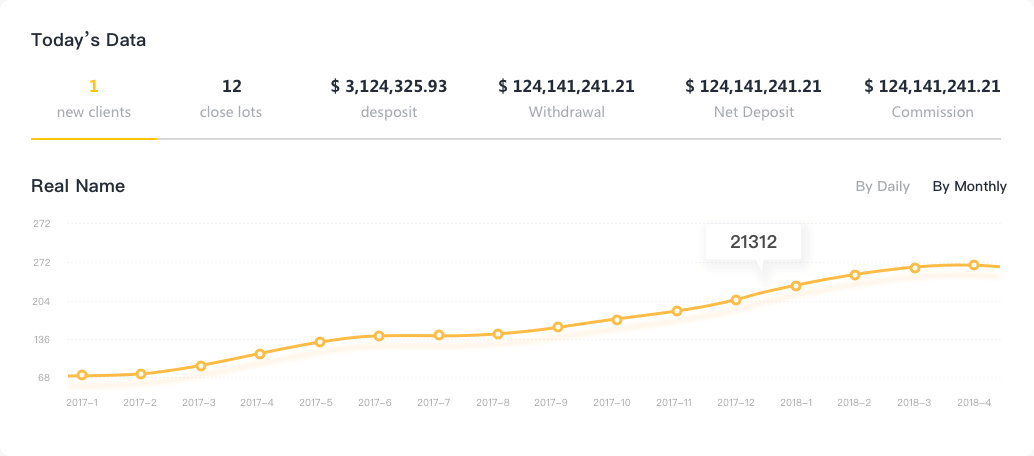 Today's Data
1 12 $ 3,124,325.93 $ 124,141,241.21 $ 124,141,241.21 $ 124,141,241.21
new clients close lots desposit Withdrawal Net Deposit Commission
Real Name By Daily By Monthly
272
21312
272
204
136
68
2017-1 2017-2 2017-3 2017-4 2017-5 2017-6 2017-7 2017-8 2017-9 2017-10 2017-11 2017-12 2018-1 2018-2 2018-3 2018-4